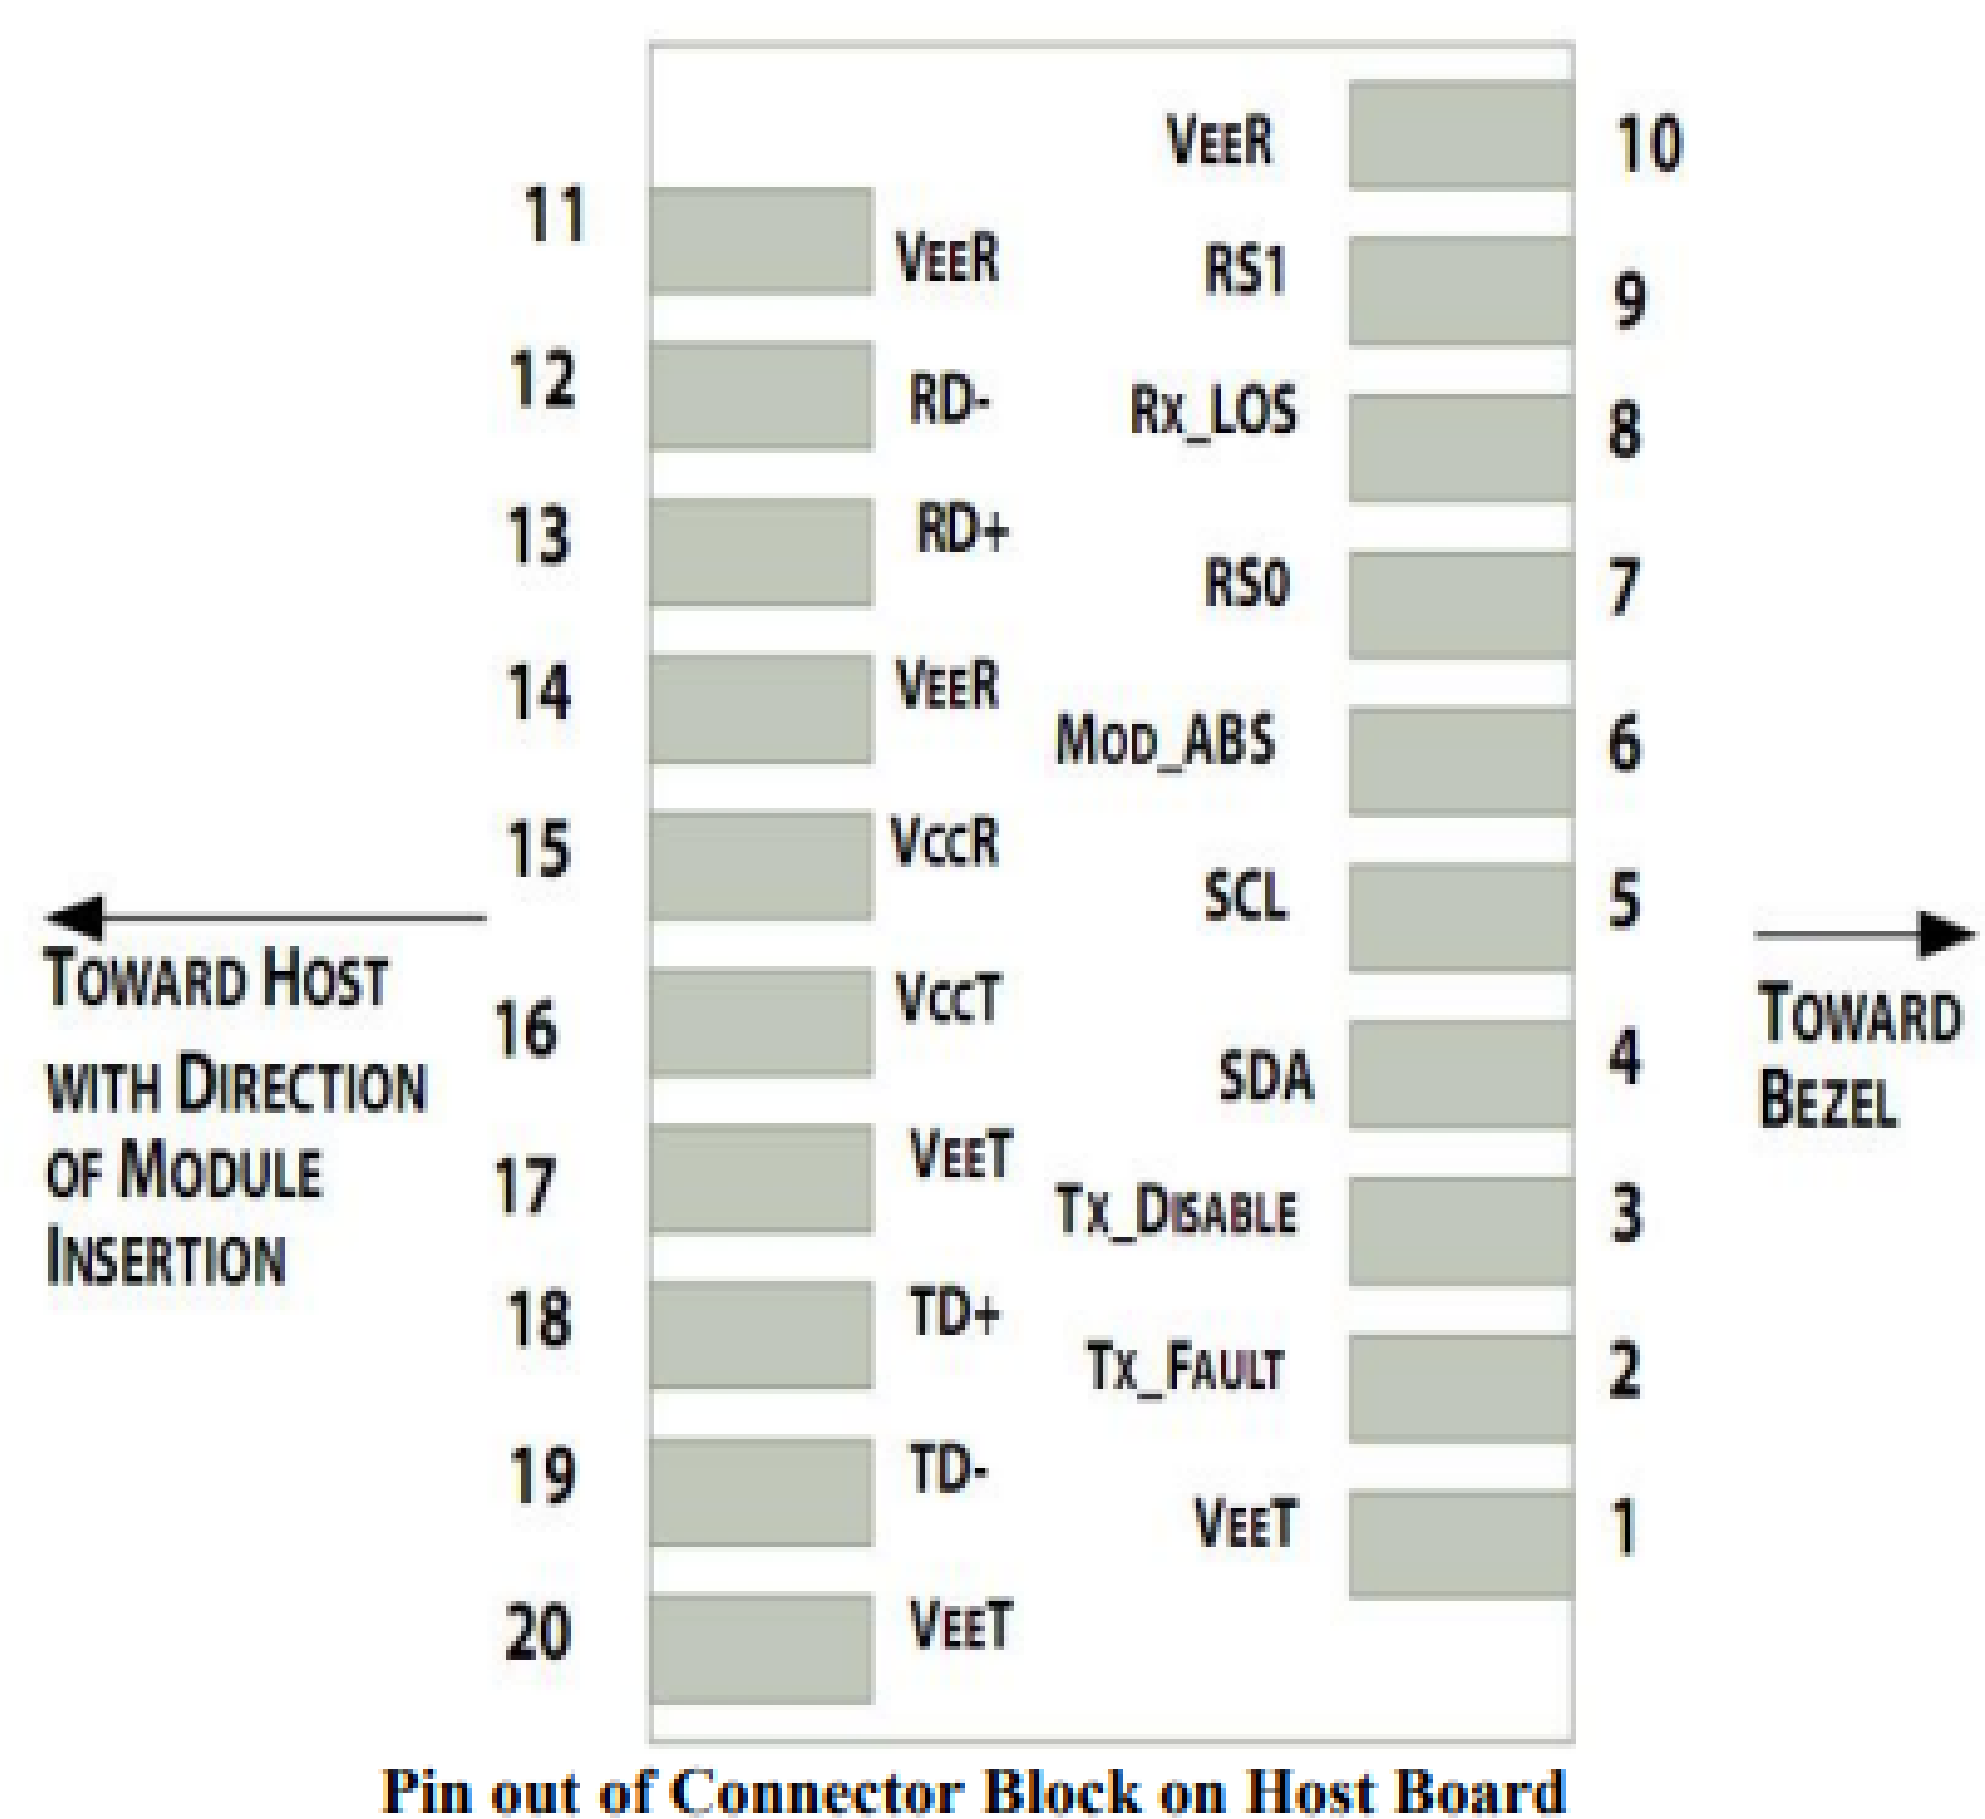 VEER 10
11 VEER
RS1 9
12 RD-
Rx_LOS 8
13 RD+
RS0 7
14 VEER
MOD_ABS 6
15 VCCR
SCL 5
TOWARD HOST
WITH DIRECTION
OF MODULE
INSERTION
16 VCCT
TOWARD
BEZEL
SDA 4
17 VEET
TX_DISABLE 3
18 TD+
TX_FAULT 2
19 TD-
VEET 1
20 VEET
Pin out of Connector Block on Host Board